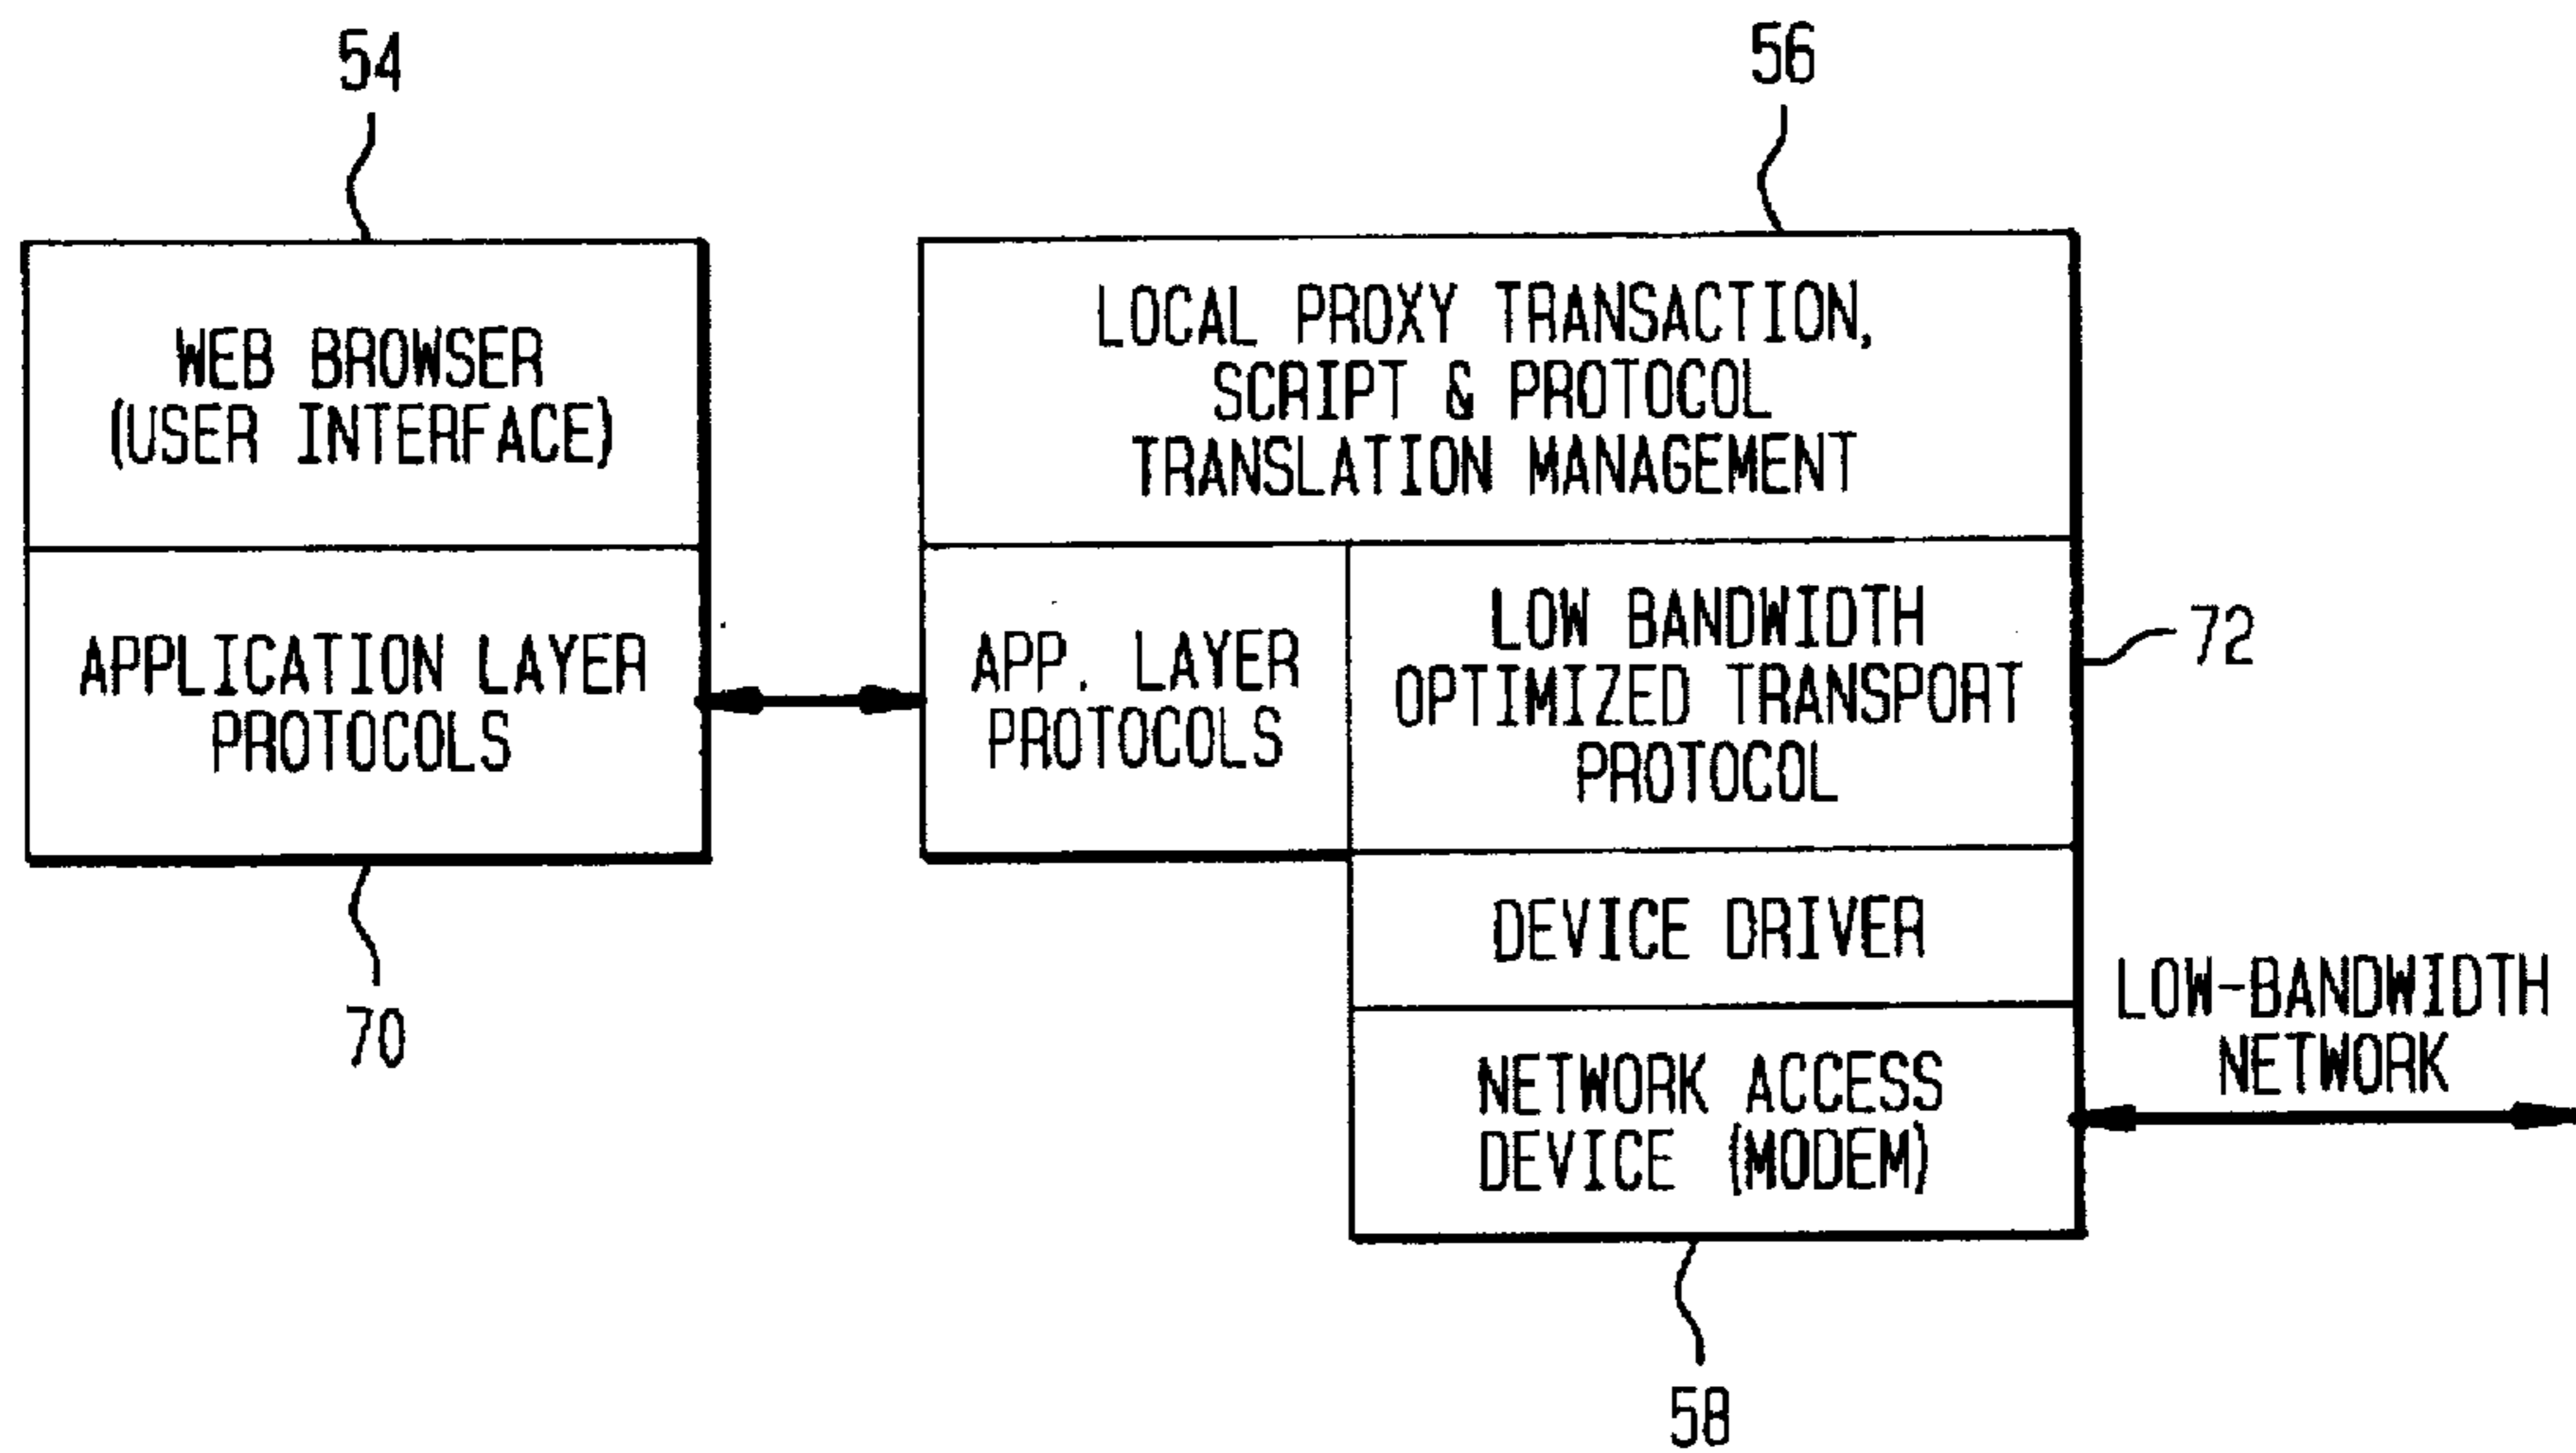 54
56
WEB BROWSER
(USER INTERFACE)
LOCAL PROXY TRANSACTION,
SCRIPT & PROTOCOL
TRANSLATION MANAGEMENT
APPLICATION LAYER
PROTOCOLS
APP. LAYER
PROTOCOLS
LOW BANDWIDTH
OPTIMIZED TRANSPORT
PROTOCOL
72
DEVICE DRIVER
70
LOW-BANDWIDTH
NETWORK
NETWORK ACCESS
DEVICE (MODEM)
58